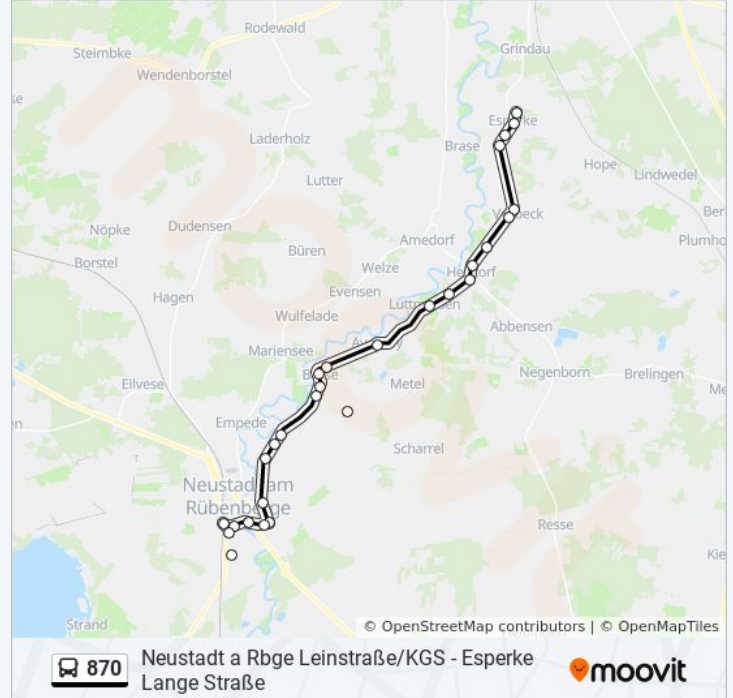 Rodewald
Steimbke
Grindau
Wendenborstel
Esperke
Laderholz
Brase
Hope
Lindwedel
Lutter
Dudensen
Nöpke
Amedorf
Büren
Borstel
Welze
Evensen
Hagen
Wulfelade
Abbensen
Mariensee
Negenborn
Brelingen
Eilvese
Metel
Empede
Scharrel
Neustadt am
Rübenberge
Resse
Strand
© OpenStreetMap contributors | © OpenMapTiles
870
Neustadt a Rbge Leinstraße/KGS - Esperke
Lange Straße
moovit